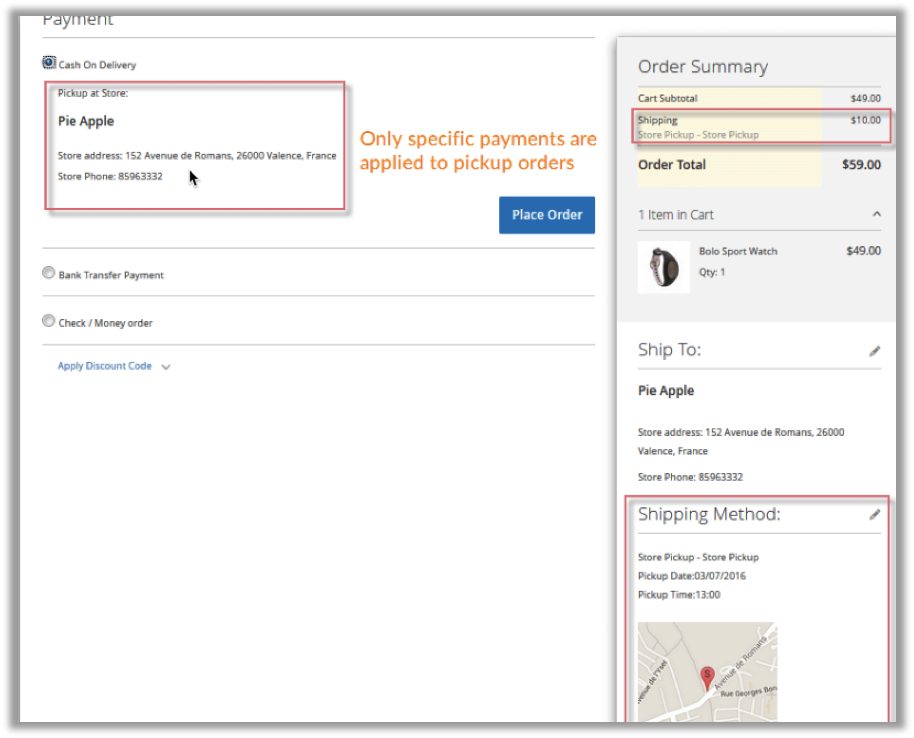 Payment
Cash On Delivery
Pickup at Store:
Pie Apple
Store address: 152 Avenue de Romans, 26000 Valence, France
Store Phone: 85963332
Only specific payments are
applied to pickup orders
Place Order
Bank Transfer Payment
Check / Money order
Apply Discount Code
Order Summary
Cart Subtotal $49.00
Shipping $10.00
Store Pickup - Store Pickup
Order Total $59.00
1 Item in Cart
Bolo Sport Watch $49.00
Qty: 1
Ship To:
Pie Apple
Store address: 152 Avenue de Romans, 26000
Valence, France
Store Phone: 85963332
Shipping Method:
Store Pickup - Store Pickup
Pickup Date:03/07/2016
Pickup Time:13:00
Avenue de Romans
S
Rue Georges Bon